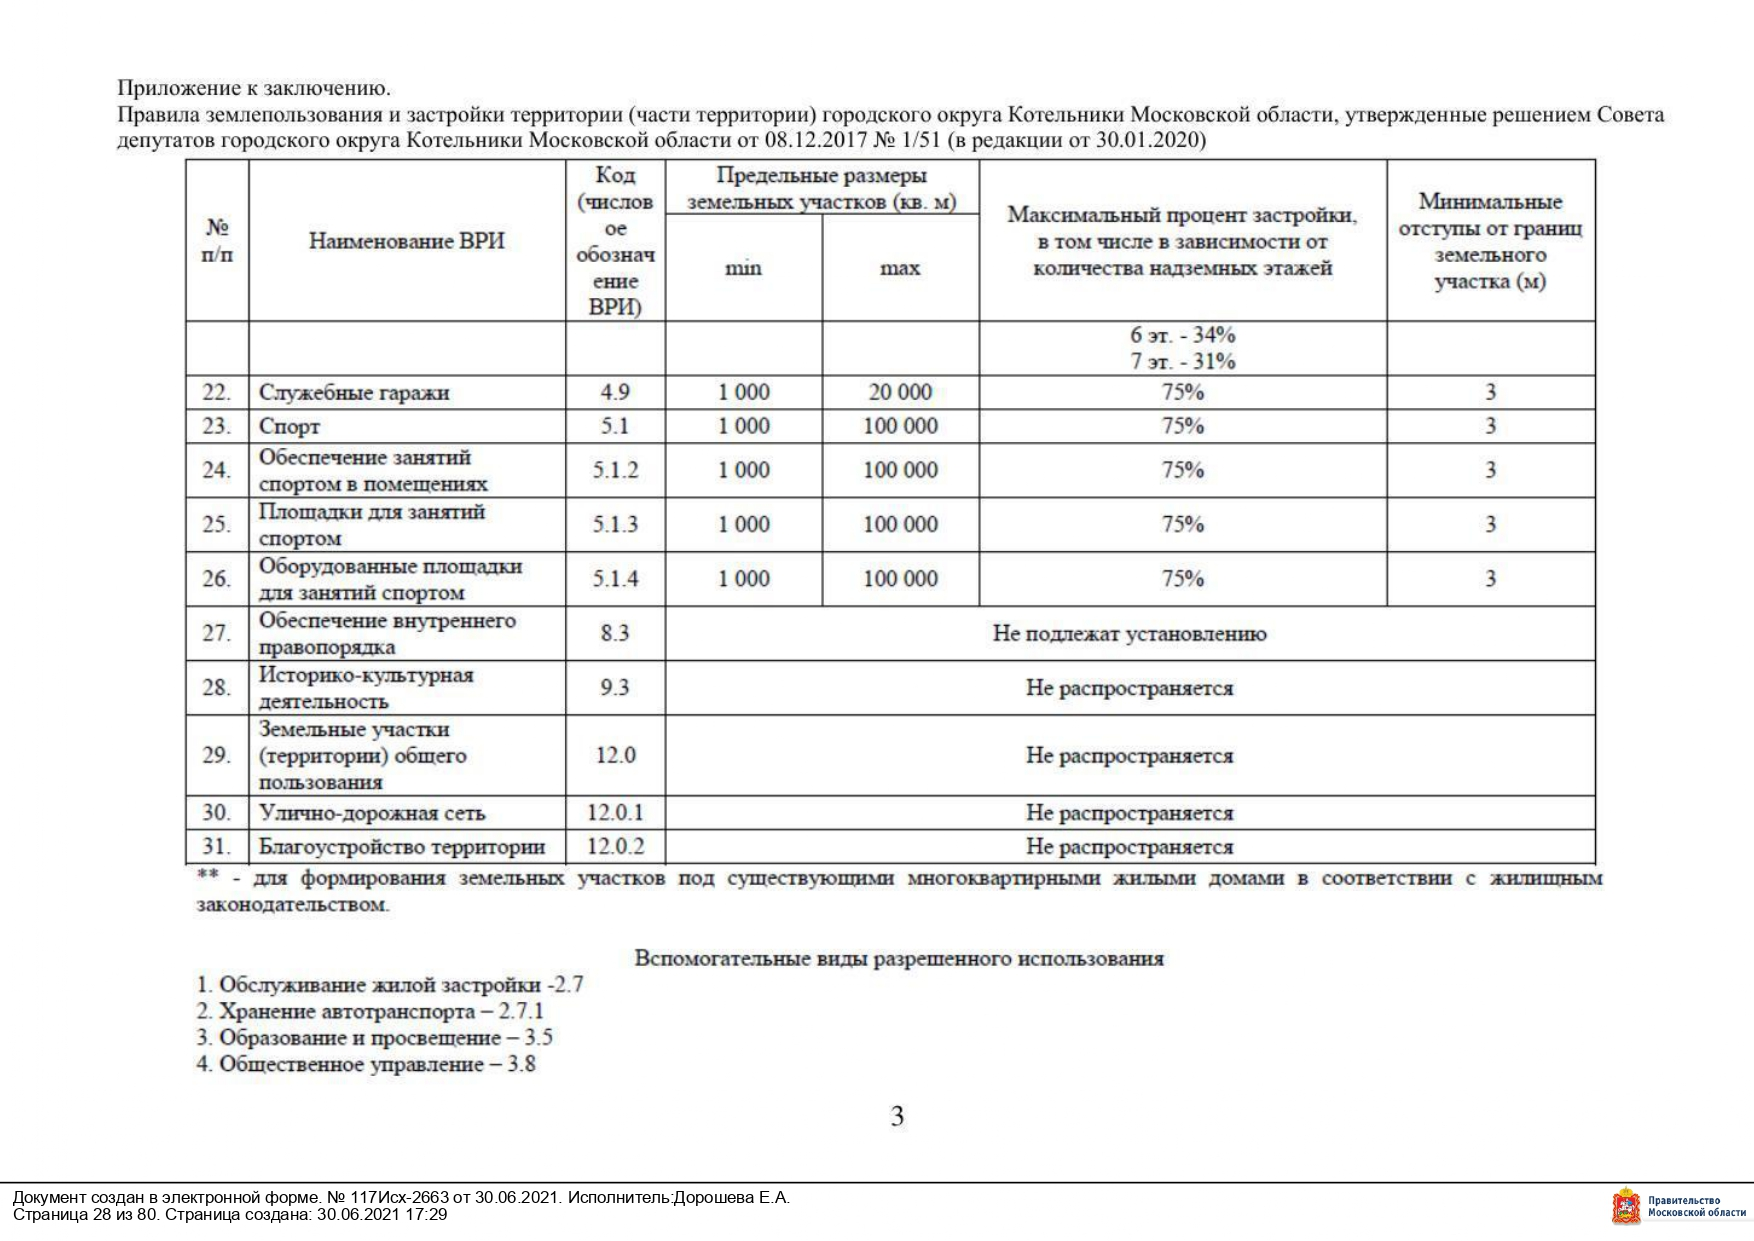 Приложение к заключению.
Правила землепользования и застройки территории (части территории) городского округа Котельники Московской области, утвержденные решением Совета
депутатов городского округа Котельники Московской области от 08.12.2017 № 1/51 (в редакции от 30.01.2020)
№
п/п
Наименование ВРИ
Код
(числов
ое
обознач
ение
ВРИ)
Предельные размеры
земельных участков (кв. м)
min
max
Максимальный процент застройки,
в том числе в зависимости от
количества надземных этажей
Минимальные
отступы от границ
земельного
участка (м)
6 эт. - 34%
7 эт. - 31%
22. Служебные гаражи 4.9 1 000 20 000 75% 3
23. Спорт 5.1 1 000 100 000 75% 3
24. Обеспечение занятий
спортом в помещениях 5.1.2 1 000 100 000 75% 3
25. Площадки для занятий
спортом 5.1.3 1 000 100 000 75% 3
26. Оборудованные площадки
для занятий спортом 5.1.4 1 000 100 000 75% 3
27. Обеспечение внутреннего
правопорядка 8.3 Не подлежат установлению
28. Историко-культурная
деятельность 9.3 Не распространяется
29. Земельные участки
(территории) общего
пользования 12.0 Не распространяется
30. Улично-дорожная сеть 12.0.1 Не распространяется
31. Благоустройство территории 12.0.2 Не распространяется
** - для формирования земельных участков под существующими многоквартирными жилыми домами в соответствии с жилищным
законодательством.
Вспомогательные виды разрешенного использования
1. Обслуживание жилой застройки -2.7
2. Хранение автотранспорта – 2.7.1
3. Образование и просвещение – 3.5
4. Общественное управление – 3.8
3
Документ создан в электронной форме. № 117Исх-2663 от 30.06.2021. Исполнитель:Дорошева Е.А.
Страница 28 из 80. Страница создана: 30.06.2021 17:29
Правительство
Московской области